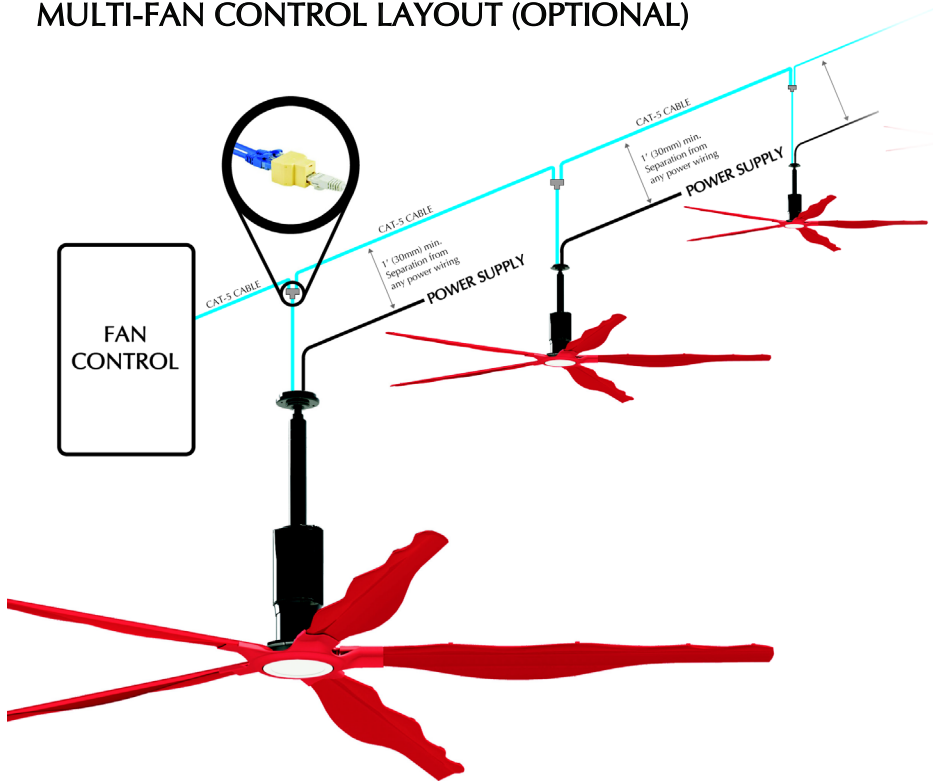 MULTI-FAN CONTROL LAYOUT (OPTIONAL)
CAT-5 CABLE
1' (30mm) min.
Separation from
any power wiring
POWER SUPPLY
CAT-5 CABLE
1' (30mm) min.
Separation from
any power wiring
POWER SUPPLY
CAT-5 CABLE
FAN
CONTROL